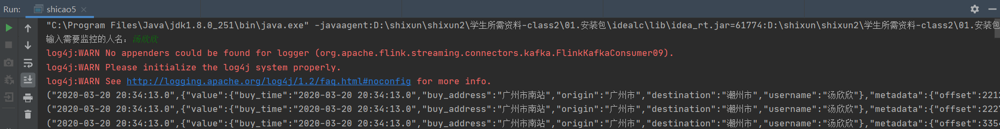 Run: shicao5
"C:\Program Files\Java\jdk1.8.0_251\bin\java.exe" -javaagent:D:\shixun\shixun2\学生所需资料-class2\01.安装包\idealc\lib\idea_rt.jar=61774:D:\shixun\shixun2\学生所需资料-class2\01.安装包
输入需要监控的人名：汤欣欣
log4j:WARN No appenders could be found for logger (org.apache.flink.streaming.connectors.kafka.FlinkKafkaConsumer09).
log4j:WARN Please initialize the log4j system properly.
log4j:WARN See http://logging.apache.org/log4j/1.2/faq.html#noconfig for more info.
("2020-03-20 20:34:13.0",{"value":{"buy_time":"2020-03-20 20:34:13.0","buy_address":"广州市南站","origin":"广州市","destination":"潮州市","username":"汤欣欣"},"metadata":{"offset":2212
("2020-03-20 20:34:13.0",{"value":{"buy_time":"2020-03-20 20:34:13.0","buy_address":"广州市南站","origin":"广州市","destination":"潮州市","username":"汤欣欣"},"metadata":{"offset":2227
("2020-03-20 20:34:13.0",{"value":{"buy_time":"2020-03-20 20:34:13.0","buy_address":"广州市南站","origin":"广州市","destination":"潮州市","username":"汤欣欣"},"metadata":{"offset":3354